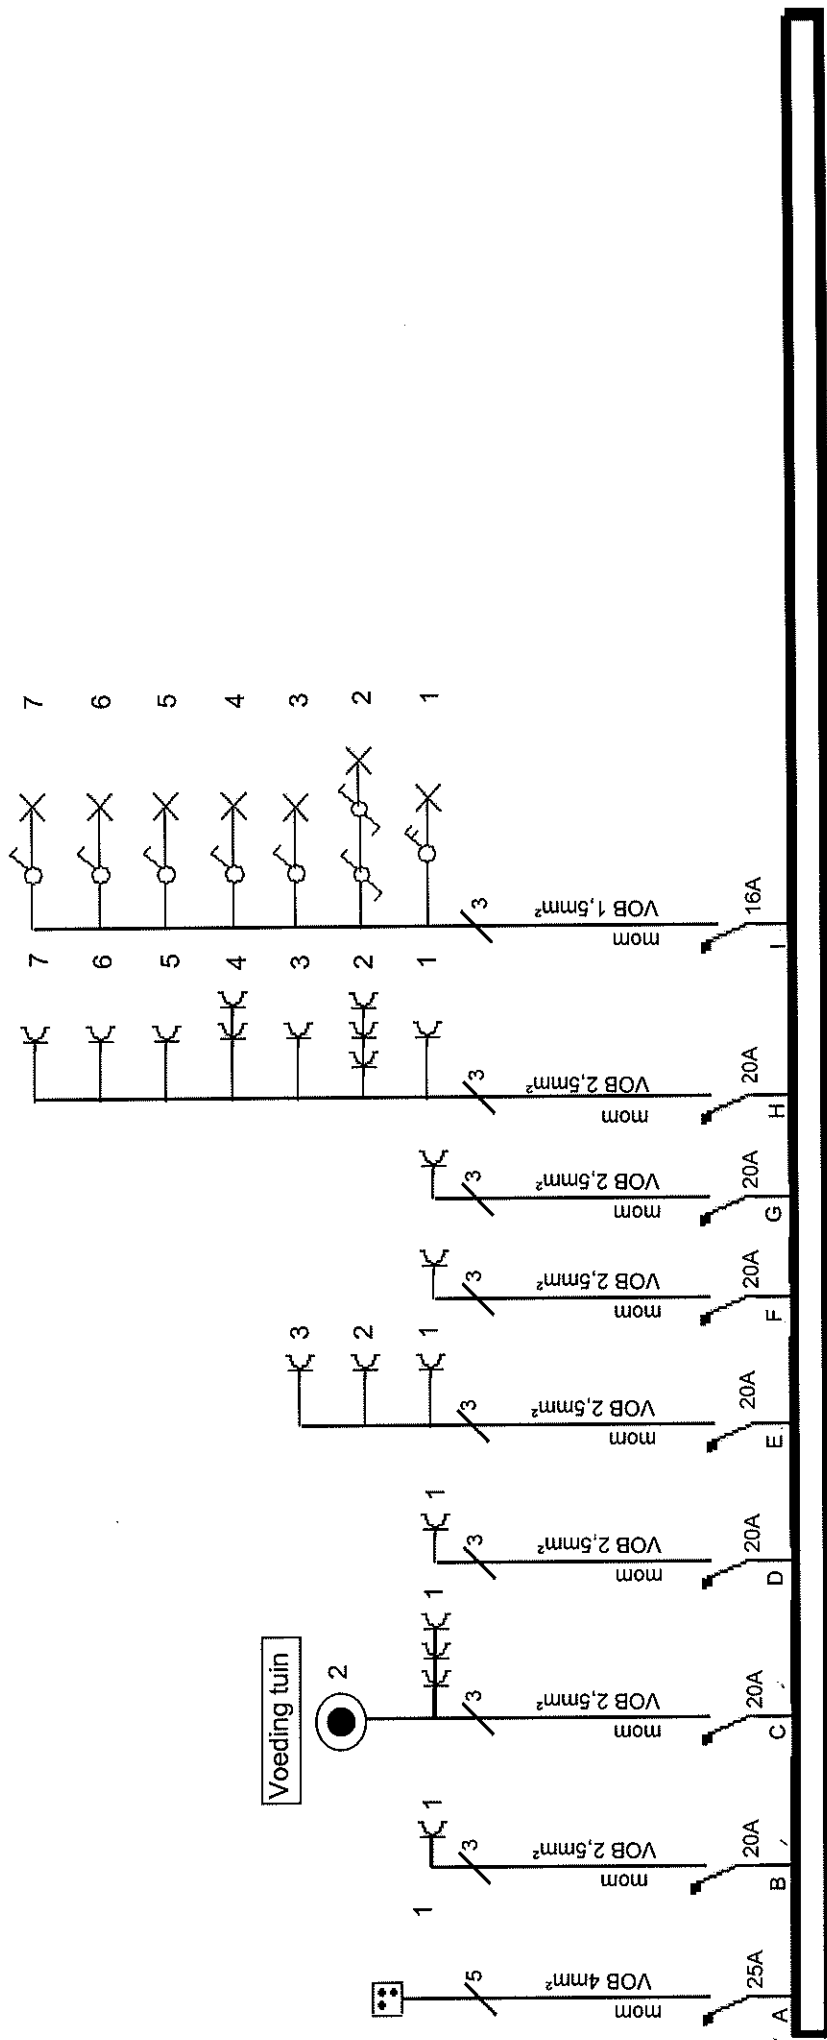 Voeding tuin
2
1
5
VOB 4mm²
mom
25A
A
1
3
VOB 2,5mm²
mom
20A
B
1
3
VOB 2,5mm²
mom
20A
C
1
3
VOB 2,5mm²
mom
20A
D
3
2
1
3
VOB 2,5mm²
mom
20A
E
3
VOB 2,5mm²
mom
20A
F
3
VOB 2,5mm²
mom
20A
G
7
6
5
4
3
2
1
3
VOB 2,5mm²
mom
20A
H
7
6
5
4
3
2
1
3
VOB 1,5mm²
mom
16A
I